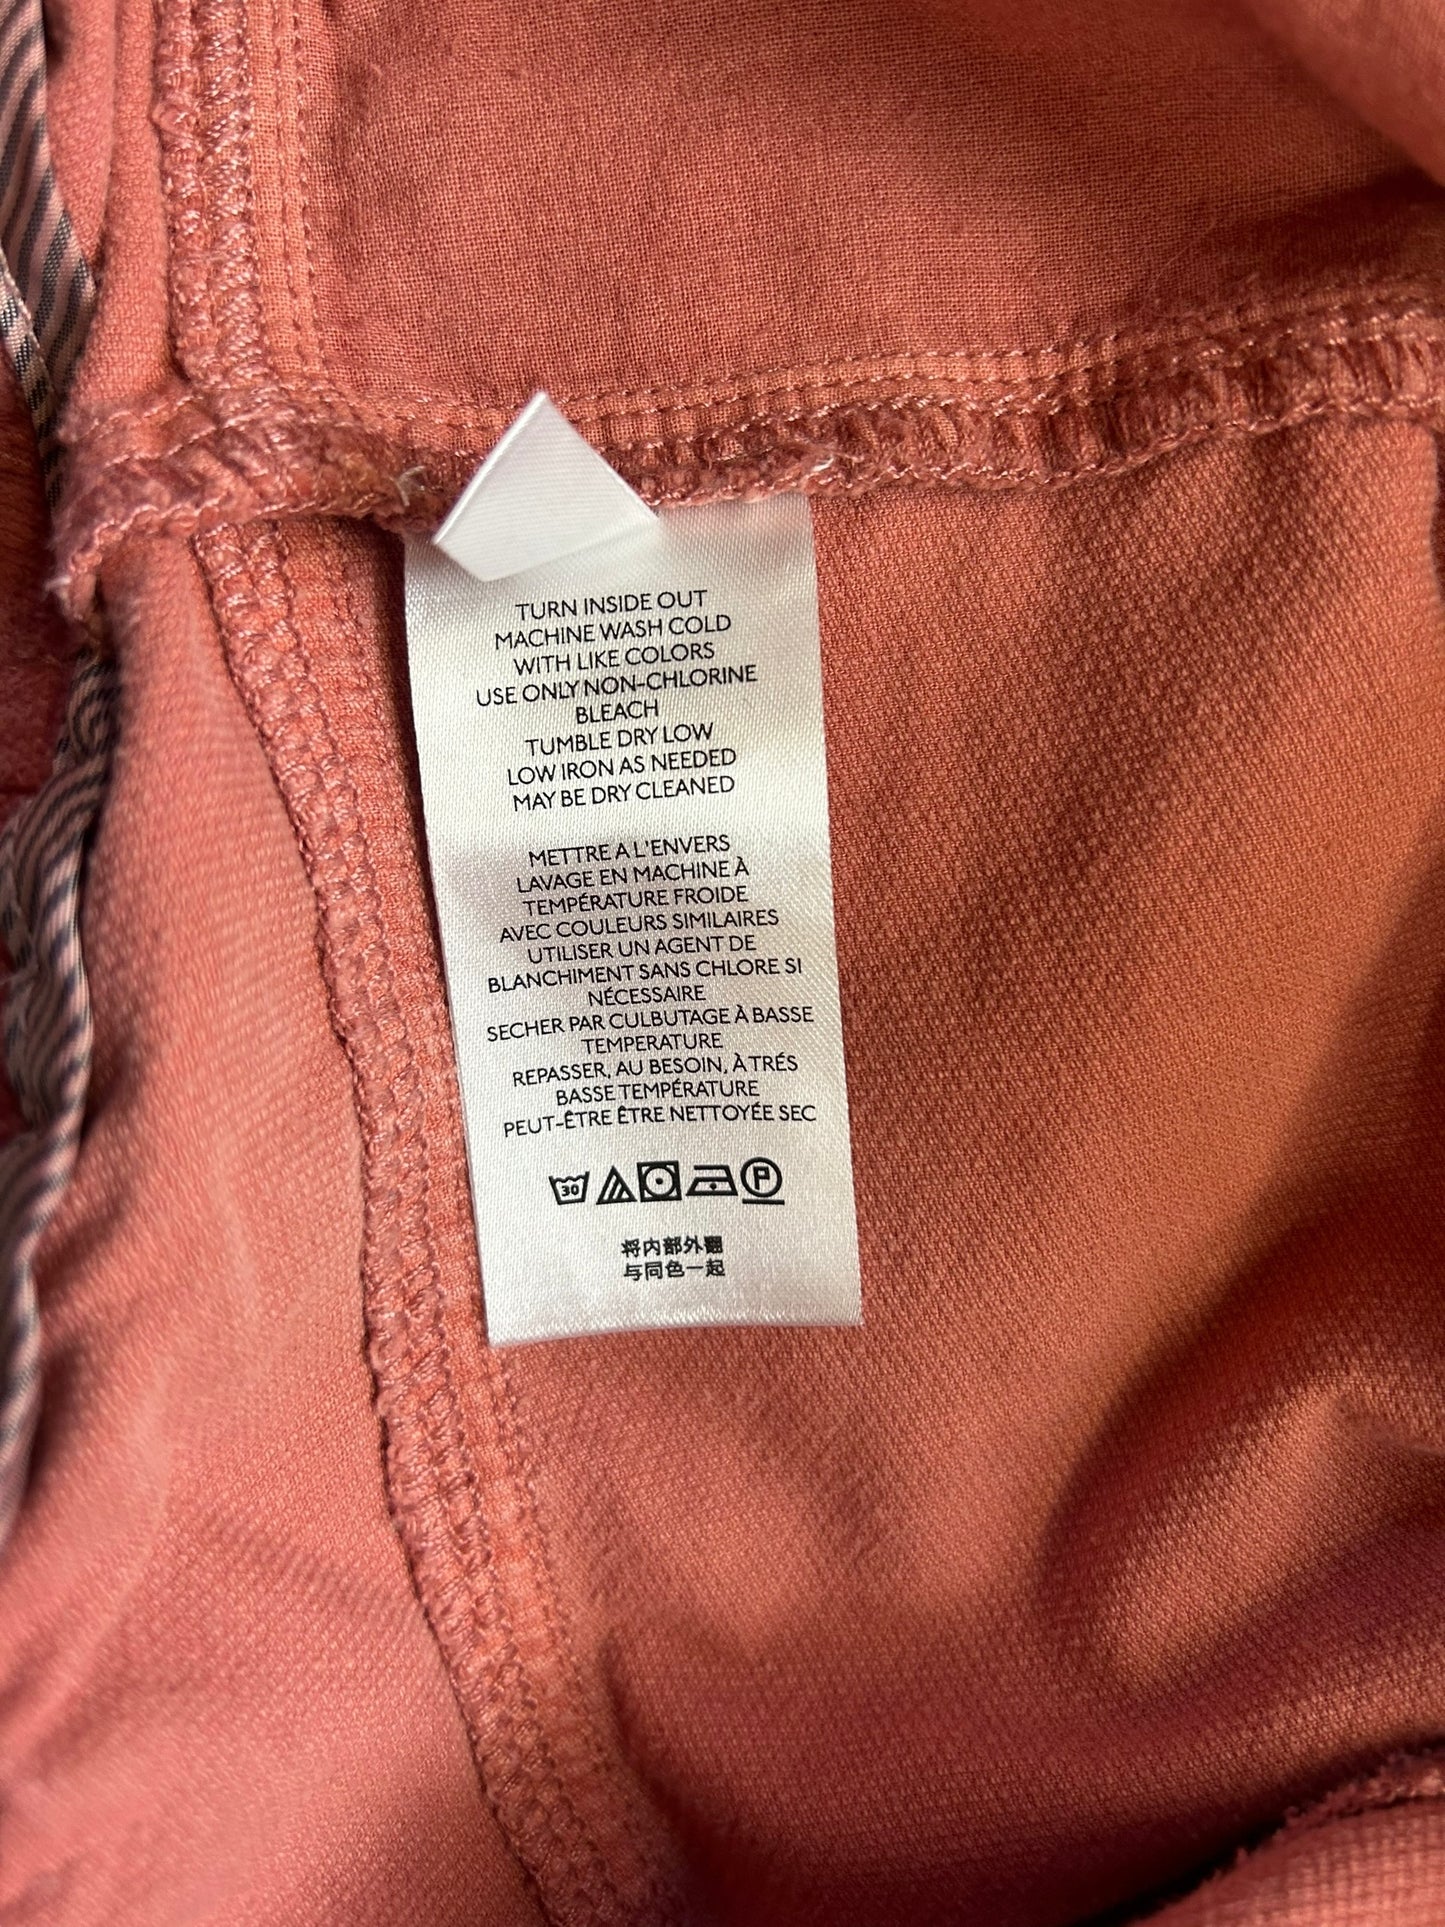 TURN INSIDE OUT
MACHINE WASH COLD
WITH LIKE COLORS
USE ONLY NON-CHLORINE
BLEACH
TUMBLE DRY LOW
LOW IRON AS NEEDED
MAY BE DRY CLEANED
METTRE A L'ENVERS
LAVAGE EN MACHINE À
TEMPÉRATURE FROIDE
AVEC COULEURS SIMILAIRES
UTILISER UN AGENT DE
BLANCHIMENT SANS CHLORE SI
NÉCESSAIRE
SECHER PAR CULBUTAGE À BASSE
TEMPERATURE
REPASSER, AU BESOIN, À TRÉS
BASSE TEMPÉRATURE
PEUT-ÊTRE ÊTRE NETTOYÉE SEC
30 P
将内部外翻
与同色一起